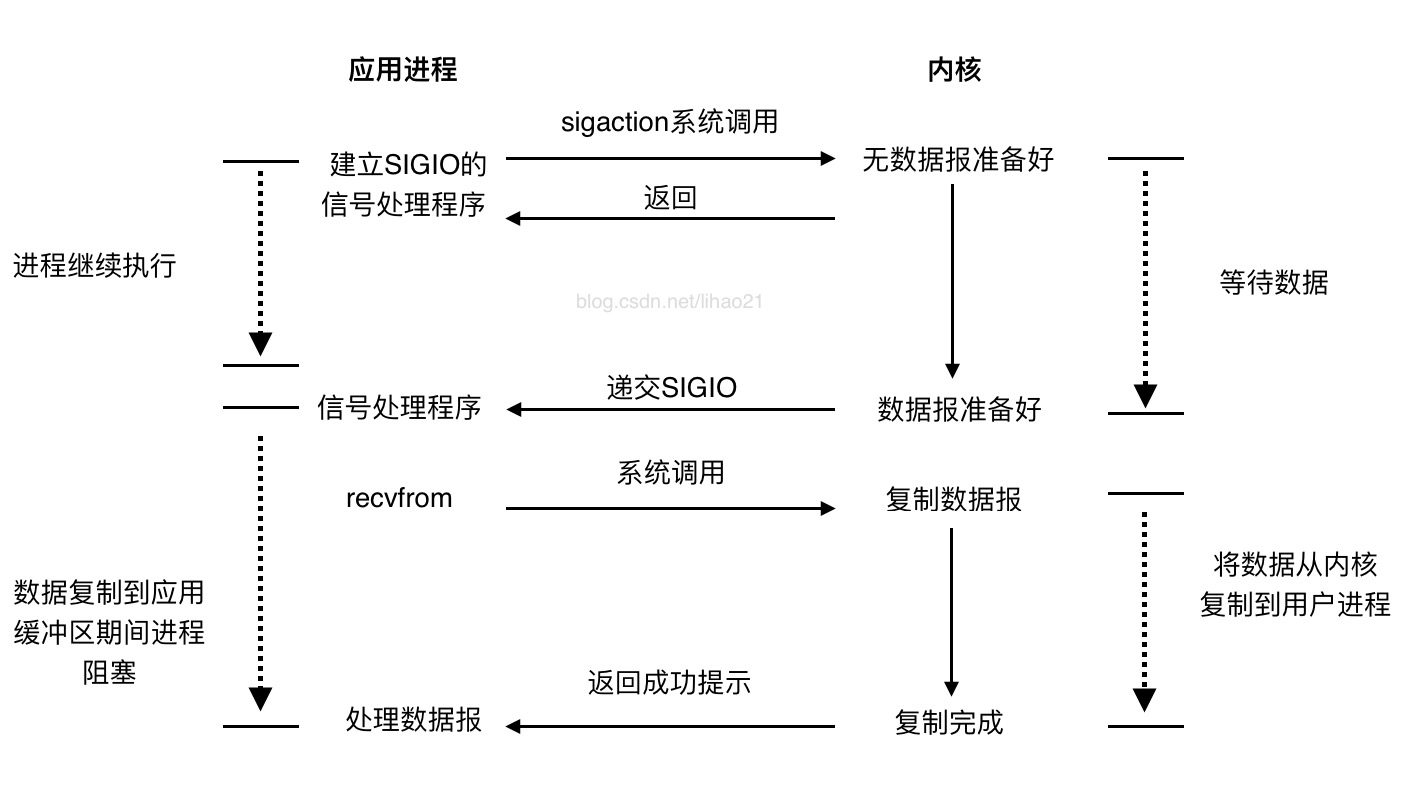 应用进程
内核
sigaction系统调用
建立SIGIO的
信号处理程序
无数据报准备好
返回
进程继续执行
等待数据
blog.csdn.net/lihao21
递交SIGIO
信号处理程序
数据报准备好
系统调用
recvfrom
复制数据报
数据复制到应用
缓冲区期间进程
阻塞
将数据从内核
复制到用户进程
返回成功提示
处理数据报
复制完成